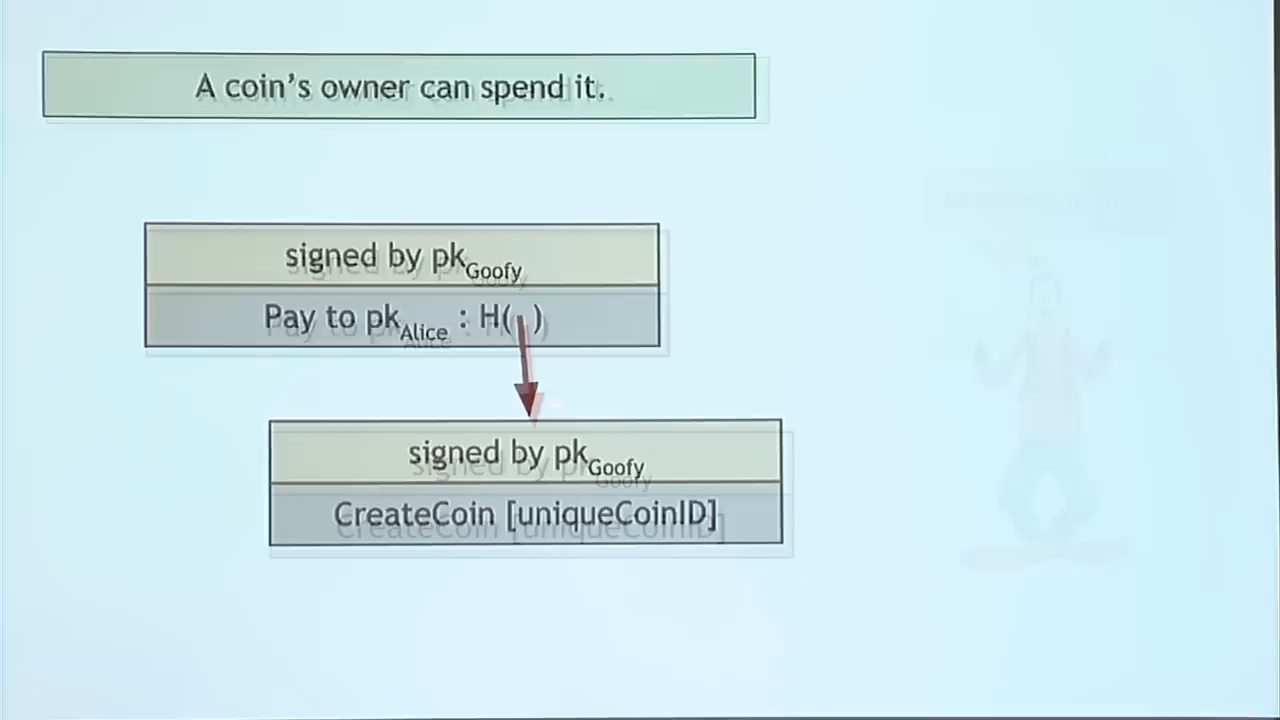 A coin’s owner can spend it.
signed by pkGoofy
Pay to pkAlice : H( )
signed by pkGoofy
CreateCoin [uniqueCoinID]